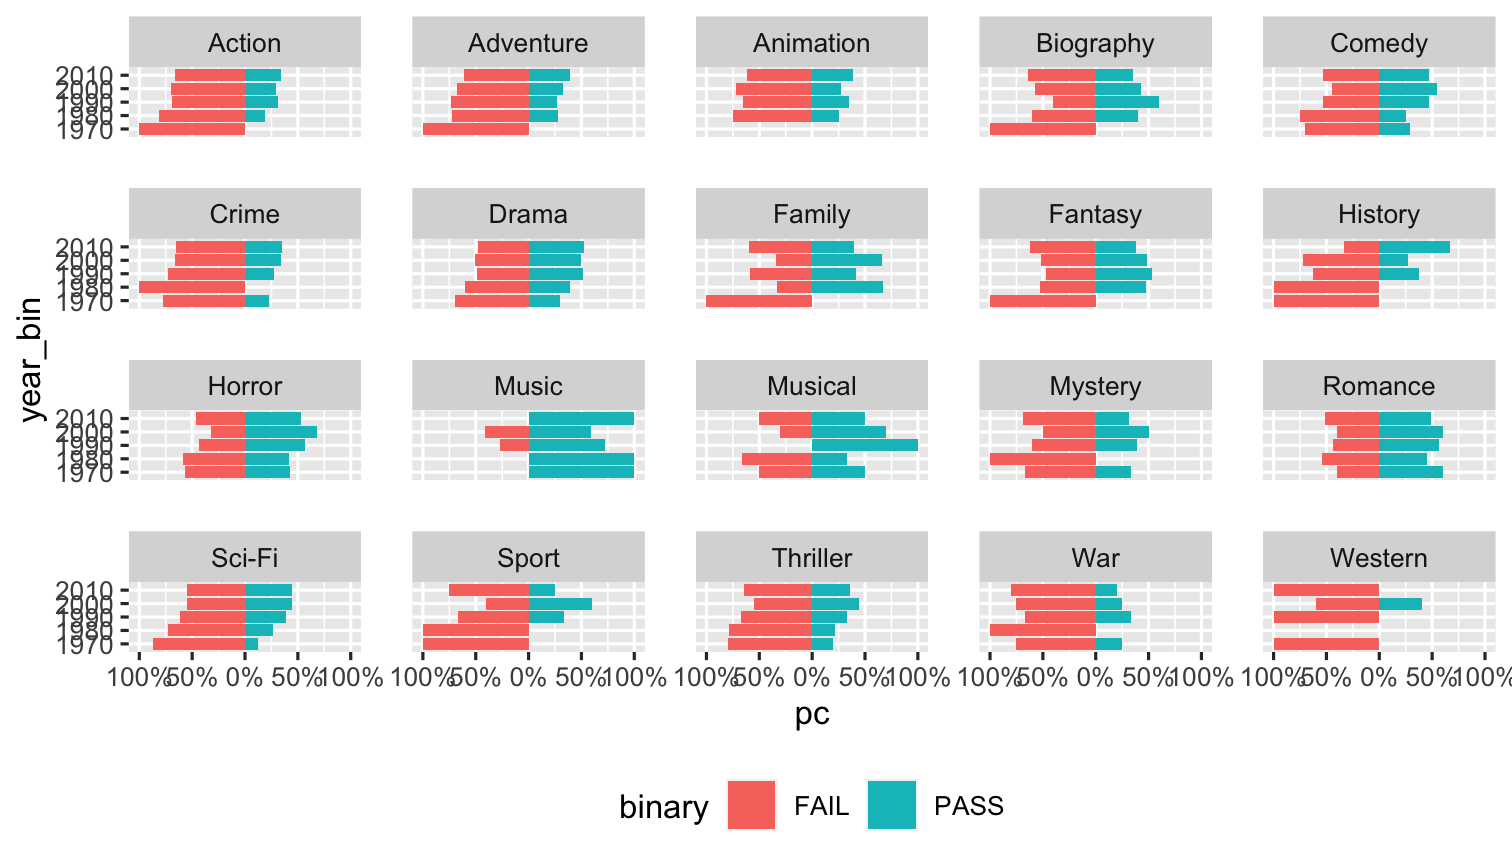 Action Adventure Animation Biography Comedy
2010
2000
1990
1980
1970
Crime Drama Family Fantasy History
2010
2000
1990
1980
1970
Horror Music Musical Mystery Romance
2010
2000
1990
1980
1970
Sci-Fi Sport Thriller War Western
2010
2000
1990
1980
1970
100% 50% 0% 50% 100% 100% 50% 0% 50% 100% 100% 50% 0% 50% 100% 100% 50% 0% 50% 100% 100% 50% 0% 50% 100%
year_bin
pc
binary FAIL PASS